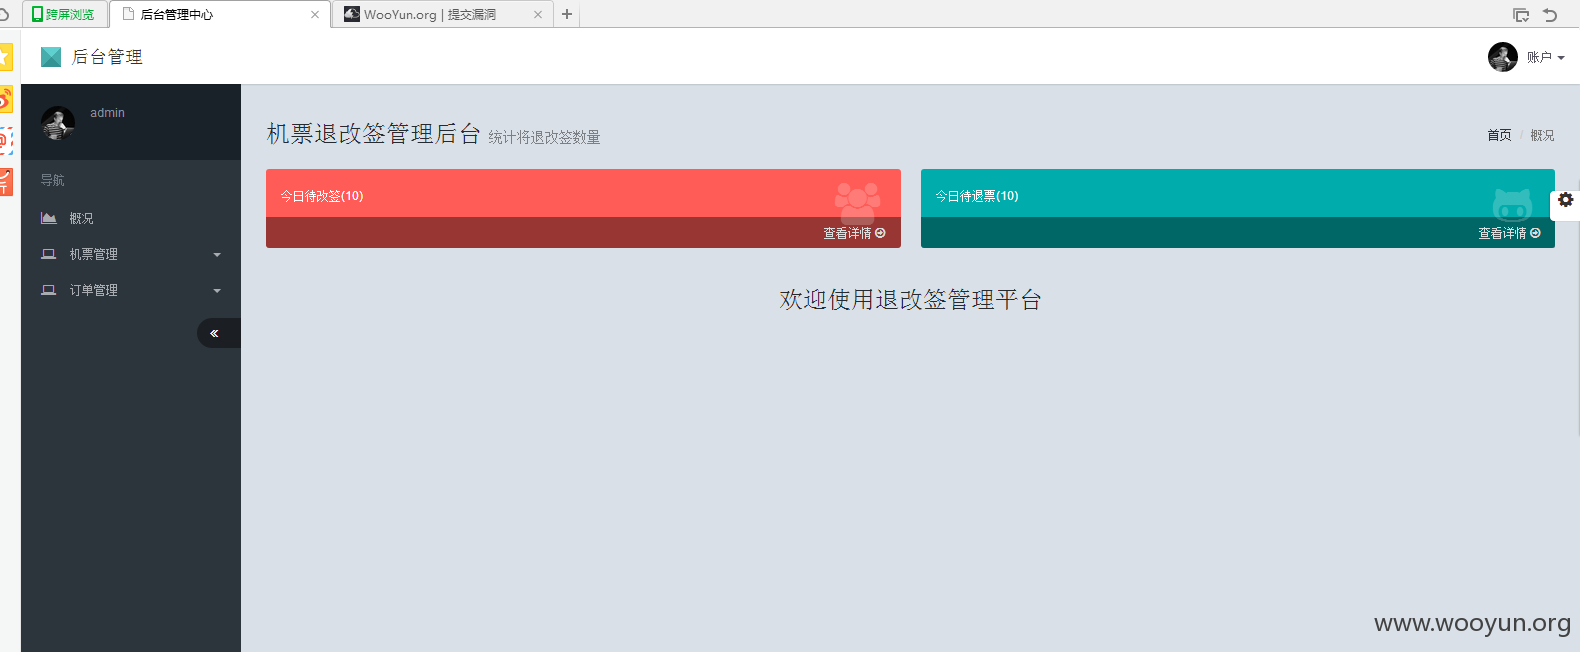 跨屏浏览
后台管理中心
WooYun.org | 提交漏洞
后台管理
账户
admin
导航
概况
机票管理
订单管理
机票退改签管理后台 统计将退改签数量
首页 / 概况
今日待改签(10)
查看详情
今日待退票(10)
查看详情
欢迎使用退改签管理平台
www.wooyun.org